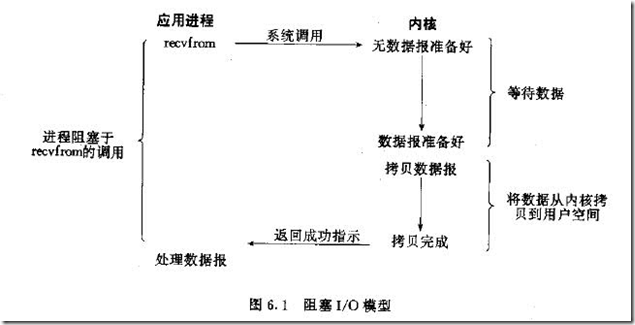 应用进程
内核
recvfrom
系统调用
无数据报准备好
等待数据
进程阻塞于
recvfrom的调用
数据报准备好
拷贝数据报
将数据从内核拷
贝到用户空间
返回成功指示
拷贝完成
处理数据报
图 6.1 阻塞 I/O 模型